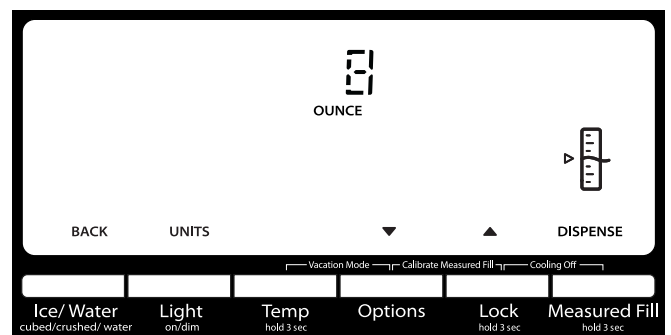 8
OUNCE
BACK UNITS ▼ ▲ DISPENSE
Vacation Mode Calibrate Measured Fill Cooling Off
Ice/ Water Light Temp Options Lock Measured Fill
cubed/crushed/ water on/dim hold 3 sec hold 3 sec hold 3 sec